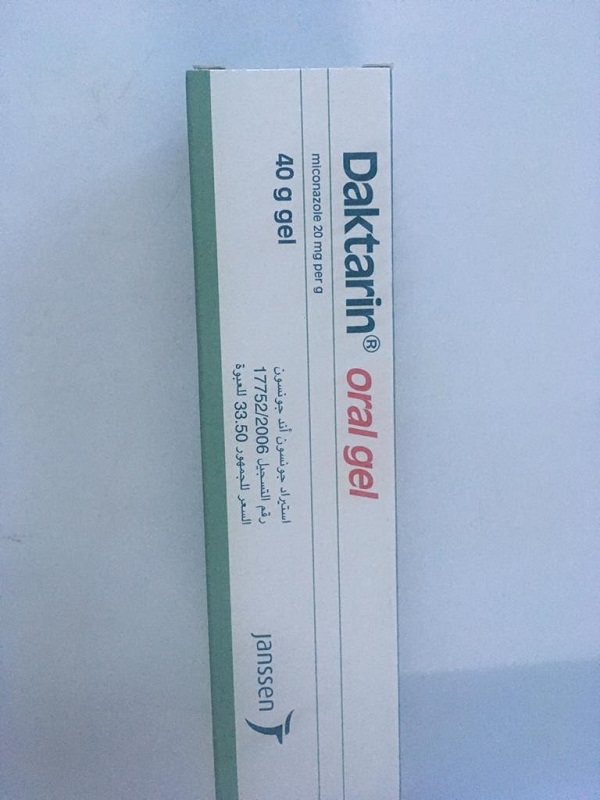 Daktarin® oral gel
miconazole 20 mg per g
40 g gel
استيراد جونسون أند جونسون
رقم التسجيل 17752/2006
السعر للجمهور 33.50 للعبوة
janssen